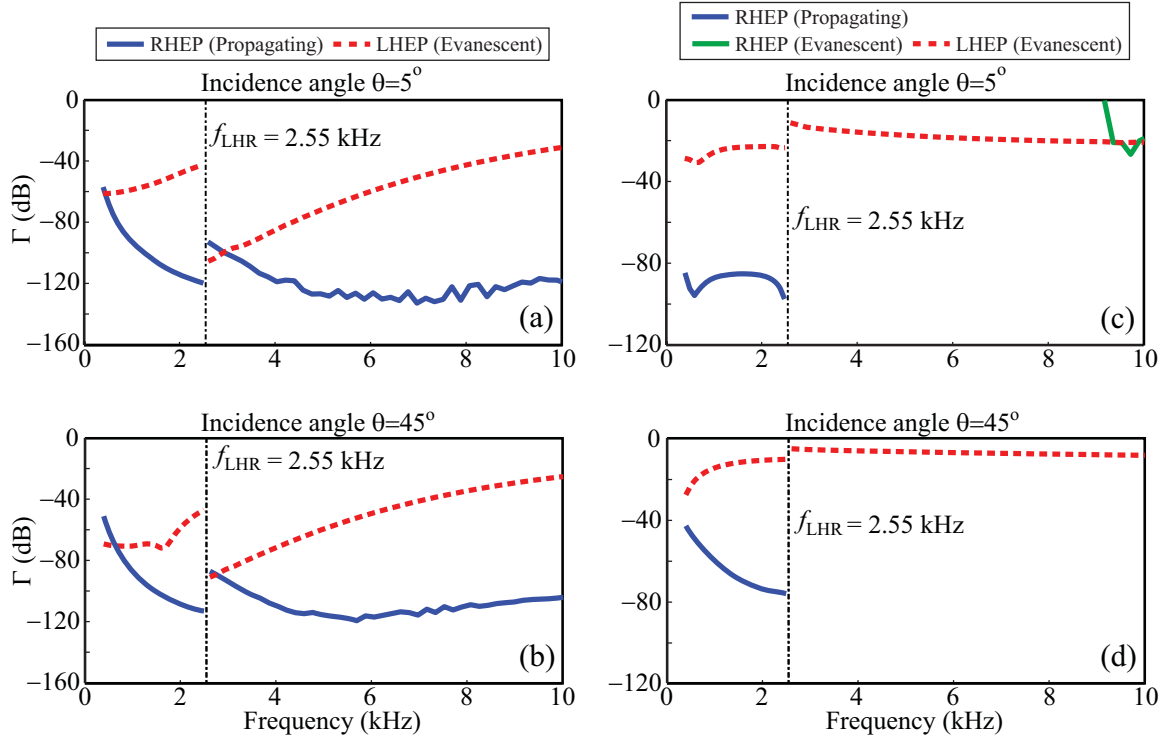 RHEP (Propagating) LHEP (Evanescent)
Incidence angle θ=5°
0
−40
−80
−120
−160
Γ (dB)
f_LHR = 2.55 kHz
(a)
0 2 4 6 8 10
Incidence angle θ=45°
0
−40
−80
−120
−160
Γ (dB)
f_LHR = 2.55 kHz
(b)
0 2 4 6 8 10
Frequency (kHz)
RHEP (Propagating)
RHEP (Evanescent) LHEP (Evanescent)
Incidence angle θ=5°
0
−40
−80
−120
f_LHR = 2.55 kHz
(c)
0 2 4 6 8 10
Incidence angle θ=45°
0
−40
−80
−120
f_LHR = 2.55 kHz
(d)
0 2 4 6 8 10
Frequency (kHz)